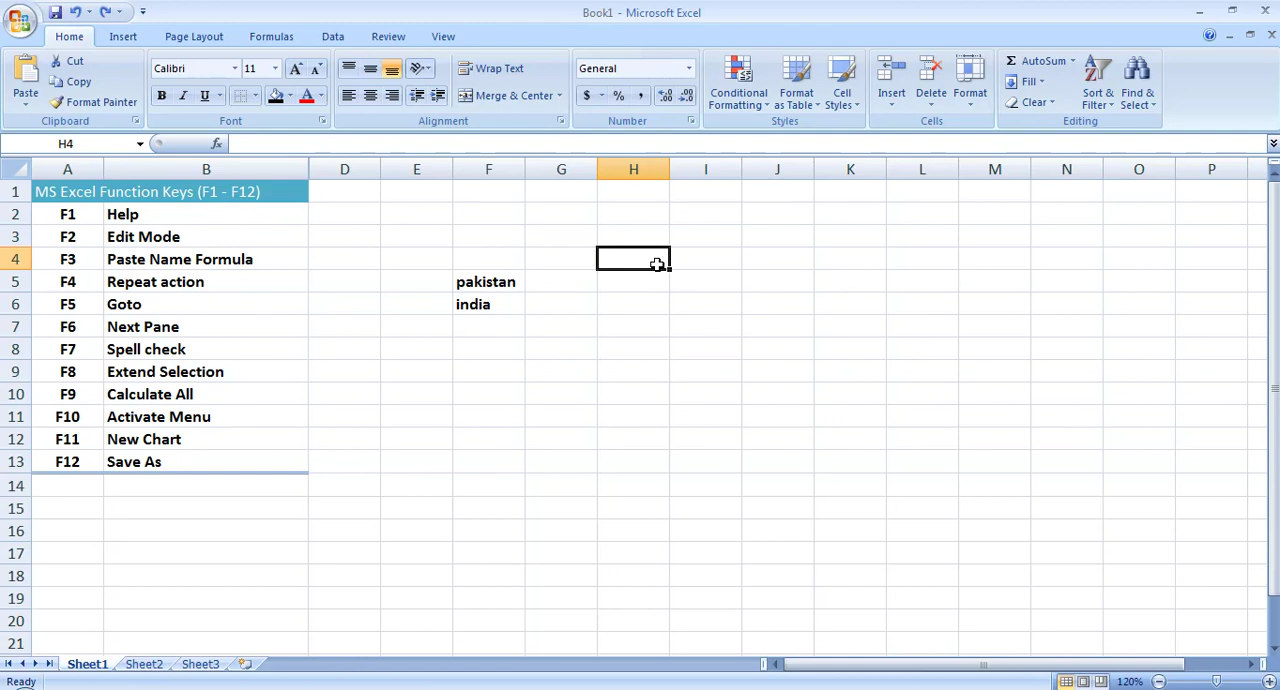 Book1 - Microsoft Excel
Home Insert Page Layout Formulas Data Review View
Paste Cut Copy Format Painter Clipboard
Calibri 11 A A B I U A Font
Wrap Text Merge & Center Alignment
General $ % , .0 .00 .00 .0 Number
Conditional Formatting Format as Table Cell Styles Styles
Insert Delete Format Cells
Σ AutoSum Fill Clear Sort & Filter Find & Select Editing
H4 fx
A B D E F G H I J K L M N O P
1 MS Excel Function Keys (F1 - F12)
2 F1 Help
3 F2 Edit Mode
4 F3 Paste Name Formula
5 F4 Repeat action pakistan
6 F5 Goto india
7 F6 Next Pane
8 F7 Spell check
9 F8 Extend Selection
10 F9 Calculate All
11 F10 Activate Menu
12 F11 New Chart
13 F12 Save As
14
15
16
17
18
19
20
21
Sheet1 Sheet2 Sheet3
Ready 120%